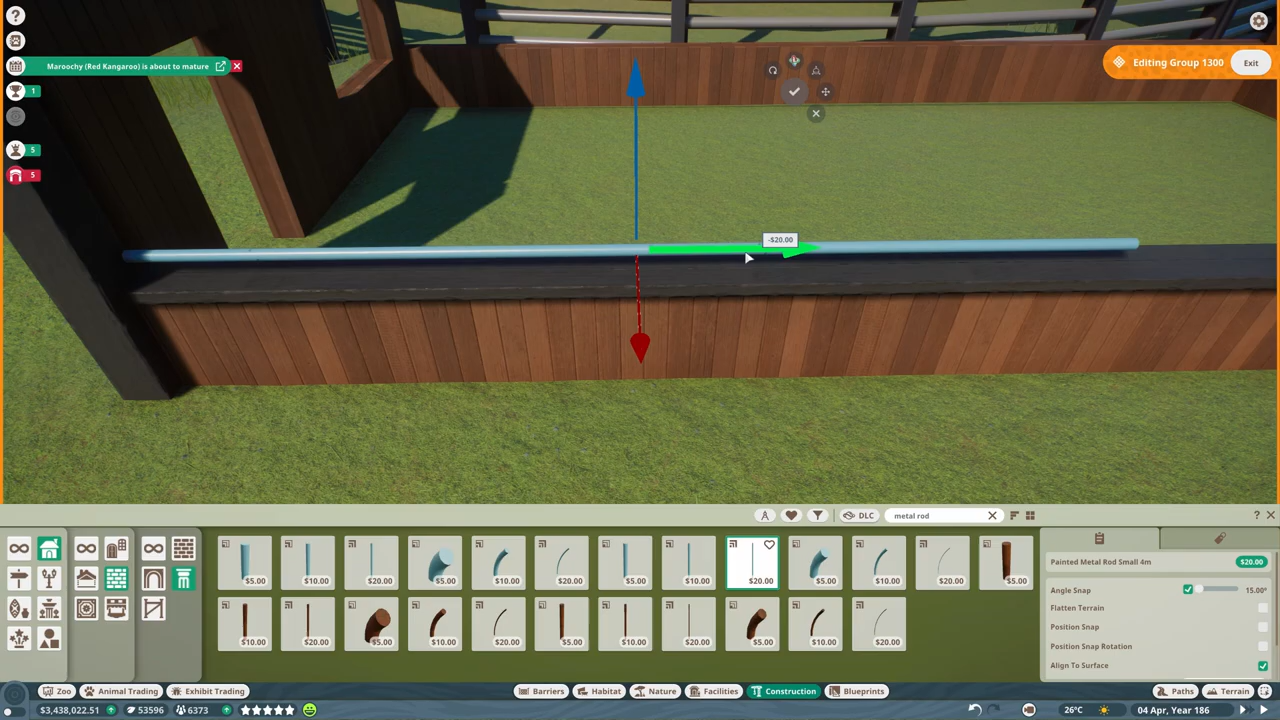 ?
Editing Group 1300
Exit
Maroochy (Red Kangaroo) is about to mature
1
5
5
-$20.00
DLC
metal rod
?
$5.00
$10.00
$20.00
$5.00
$10.00
$20.00
$5.00
$10.00
$20.00
$5.00
$10.00
$20.00
$5.00
$10.00
$20.00
$5.00
$10.00
$20.00
$5.00
$10.00
$20.00
$5.00
$10.00
$20.00
Painted Metal Rod Small 4m
$20.00
Angle Snap
15.00°
Flatten Terrain
Position Snap
Position Snap Rotation
Align To Surface
Zoo
Animal Trading
Exhibit Trading
Barriers
Habitat
Nature
Facilities
Construction
Blueprints
Paths
Terrain
$3,438,022.51
53596
6373
26°C
04 Apr, Year 186